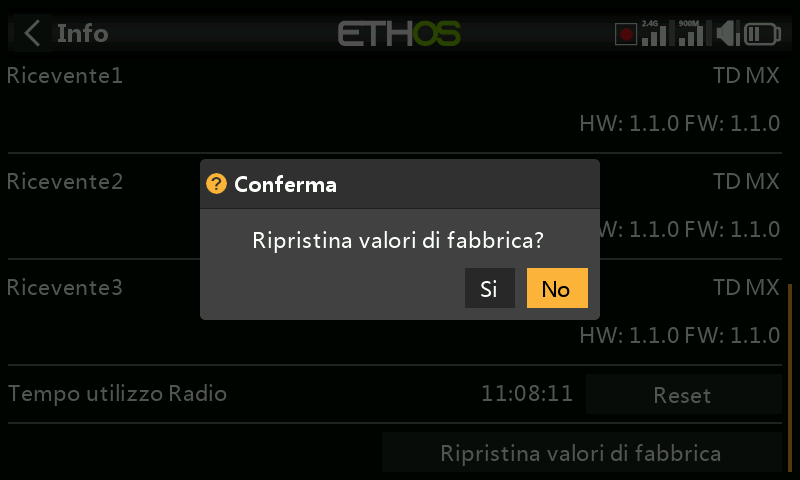 Info
ETHOS
2.4G
900M
Ricevente1
TD MX
HW: 1.1.0 FW: 1.1.0
Ricevente2
TD MX
W: 1.1.0 FW: 1.1.0
? Conferma
Ripristina valori di fabbrica?
Si
No
Ricevente3
TD MX
HW: 1.1.0 FW: 1.1.0
Tempo utilizzo Radio
11:08:11
Reset
Ripristina valori di fabbrica